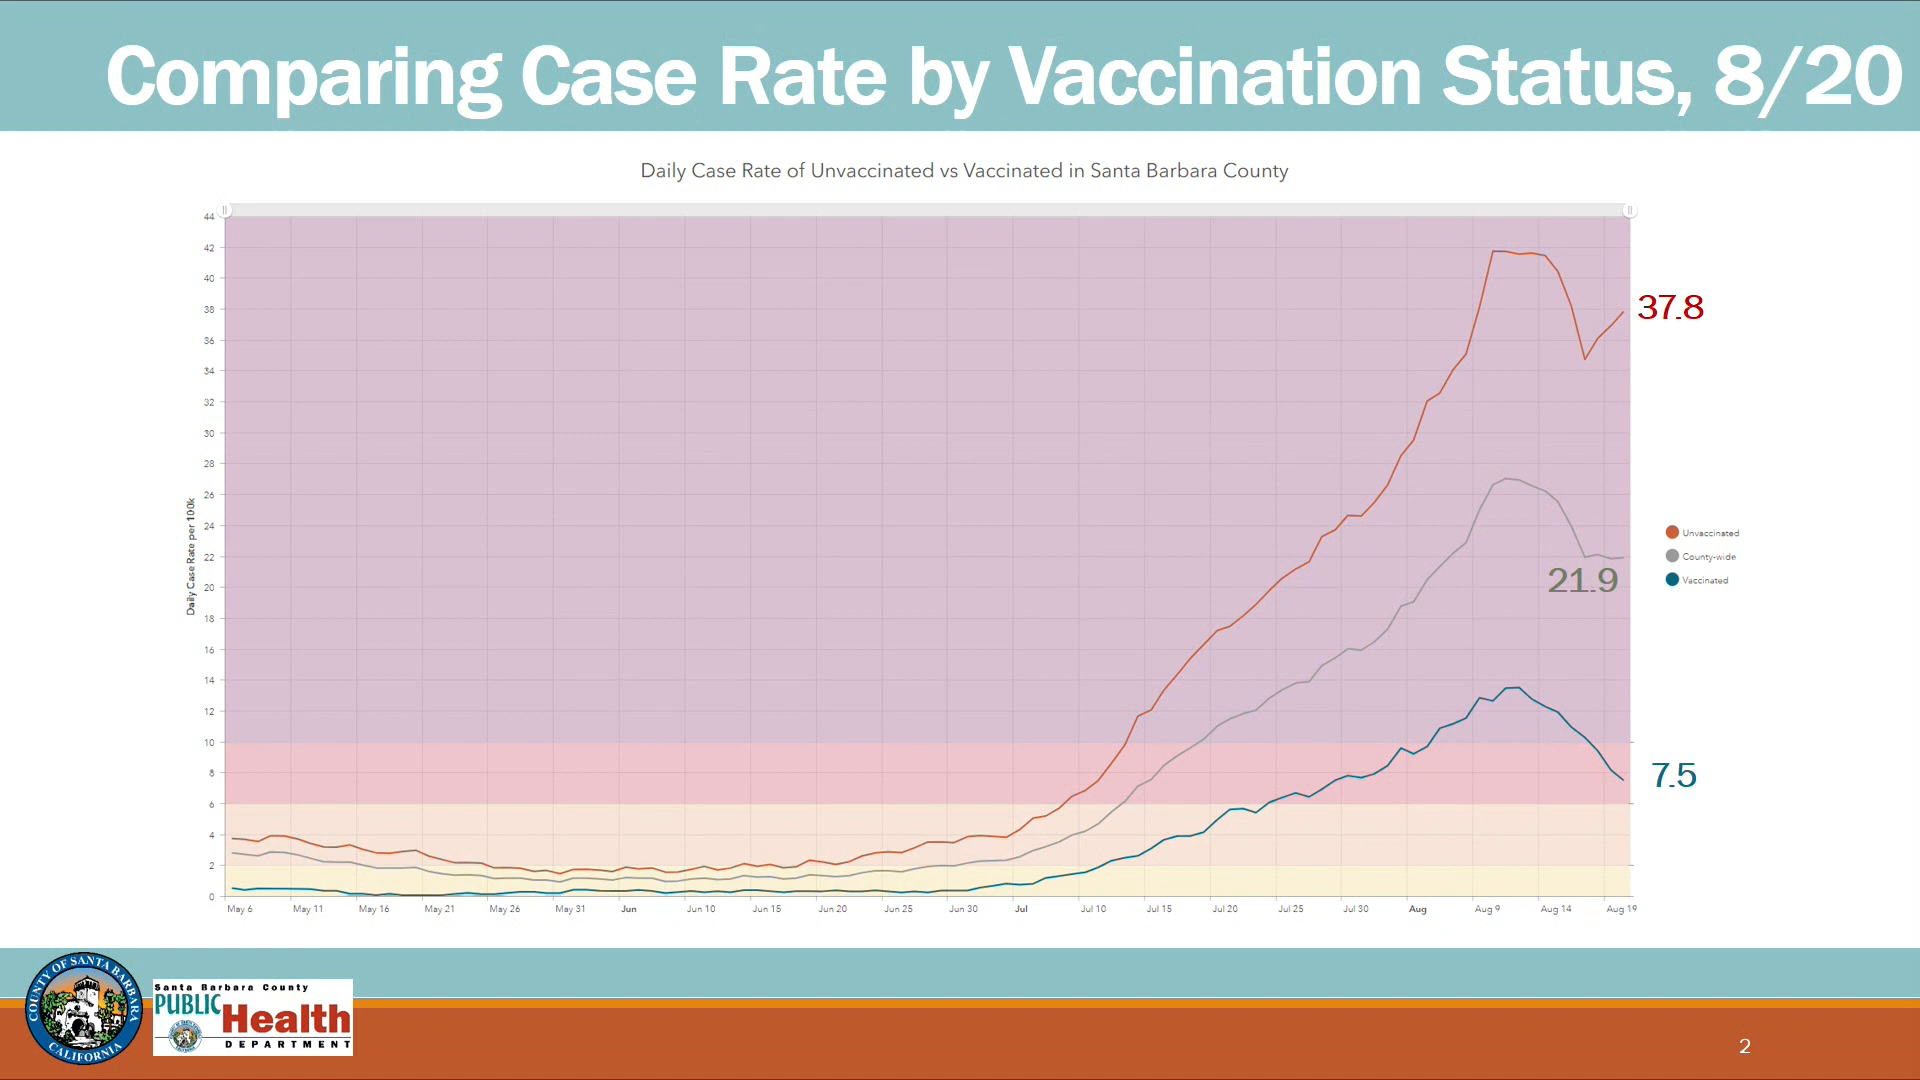 Comparing Case Rate by Vaccination Status, 8/20
Daily Case Rate of Unvaccinated vs Vaccinated in Santa Barbara County
Daily Case Rate per 100k
44
42
40
38
36
34
32
30
28
26
24
22
20
18
16
14
12
10
8
6
4
2
0
37.8
21.9
7.5
Unvaccinated
County-wide
Vaccinated
May 6 May 11 May 16 May 21 May 26 May 31 Jun Jun 10 Jun 15 Jun 20 Jun 25 Jun 30 Jul Jul 10 Jul 15 Jul 20 Jul 25 Jul 30 Aug Aug 9 Aug 14 Aug 19
COUNTY OF SANTA BARBARA
CALIFORNIA
Santa Barbara County
PUBLIC
Health
DEPARTMENT
2